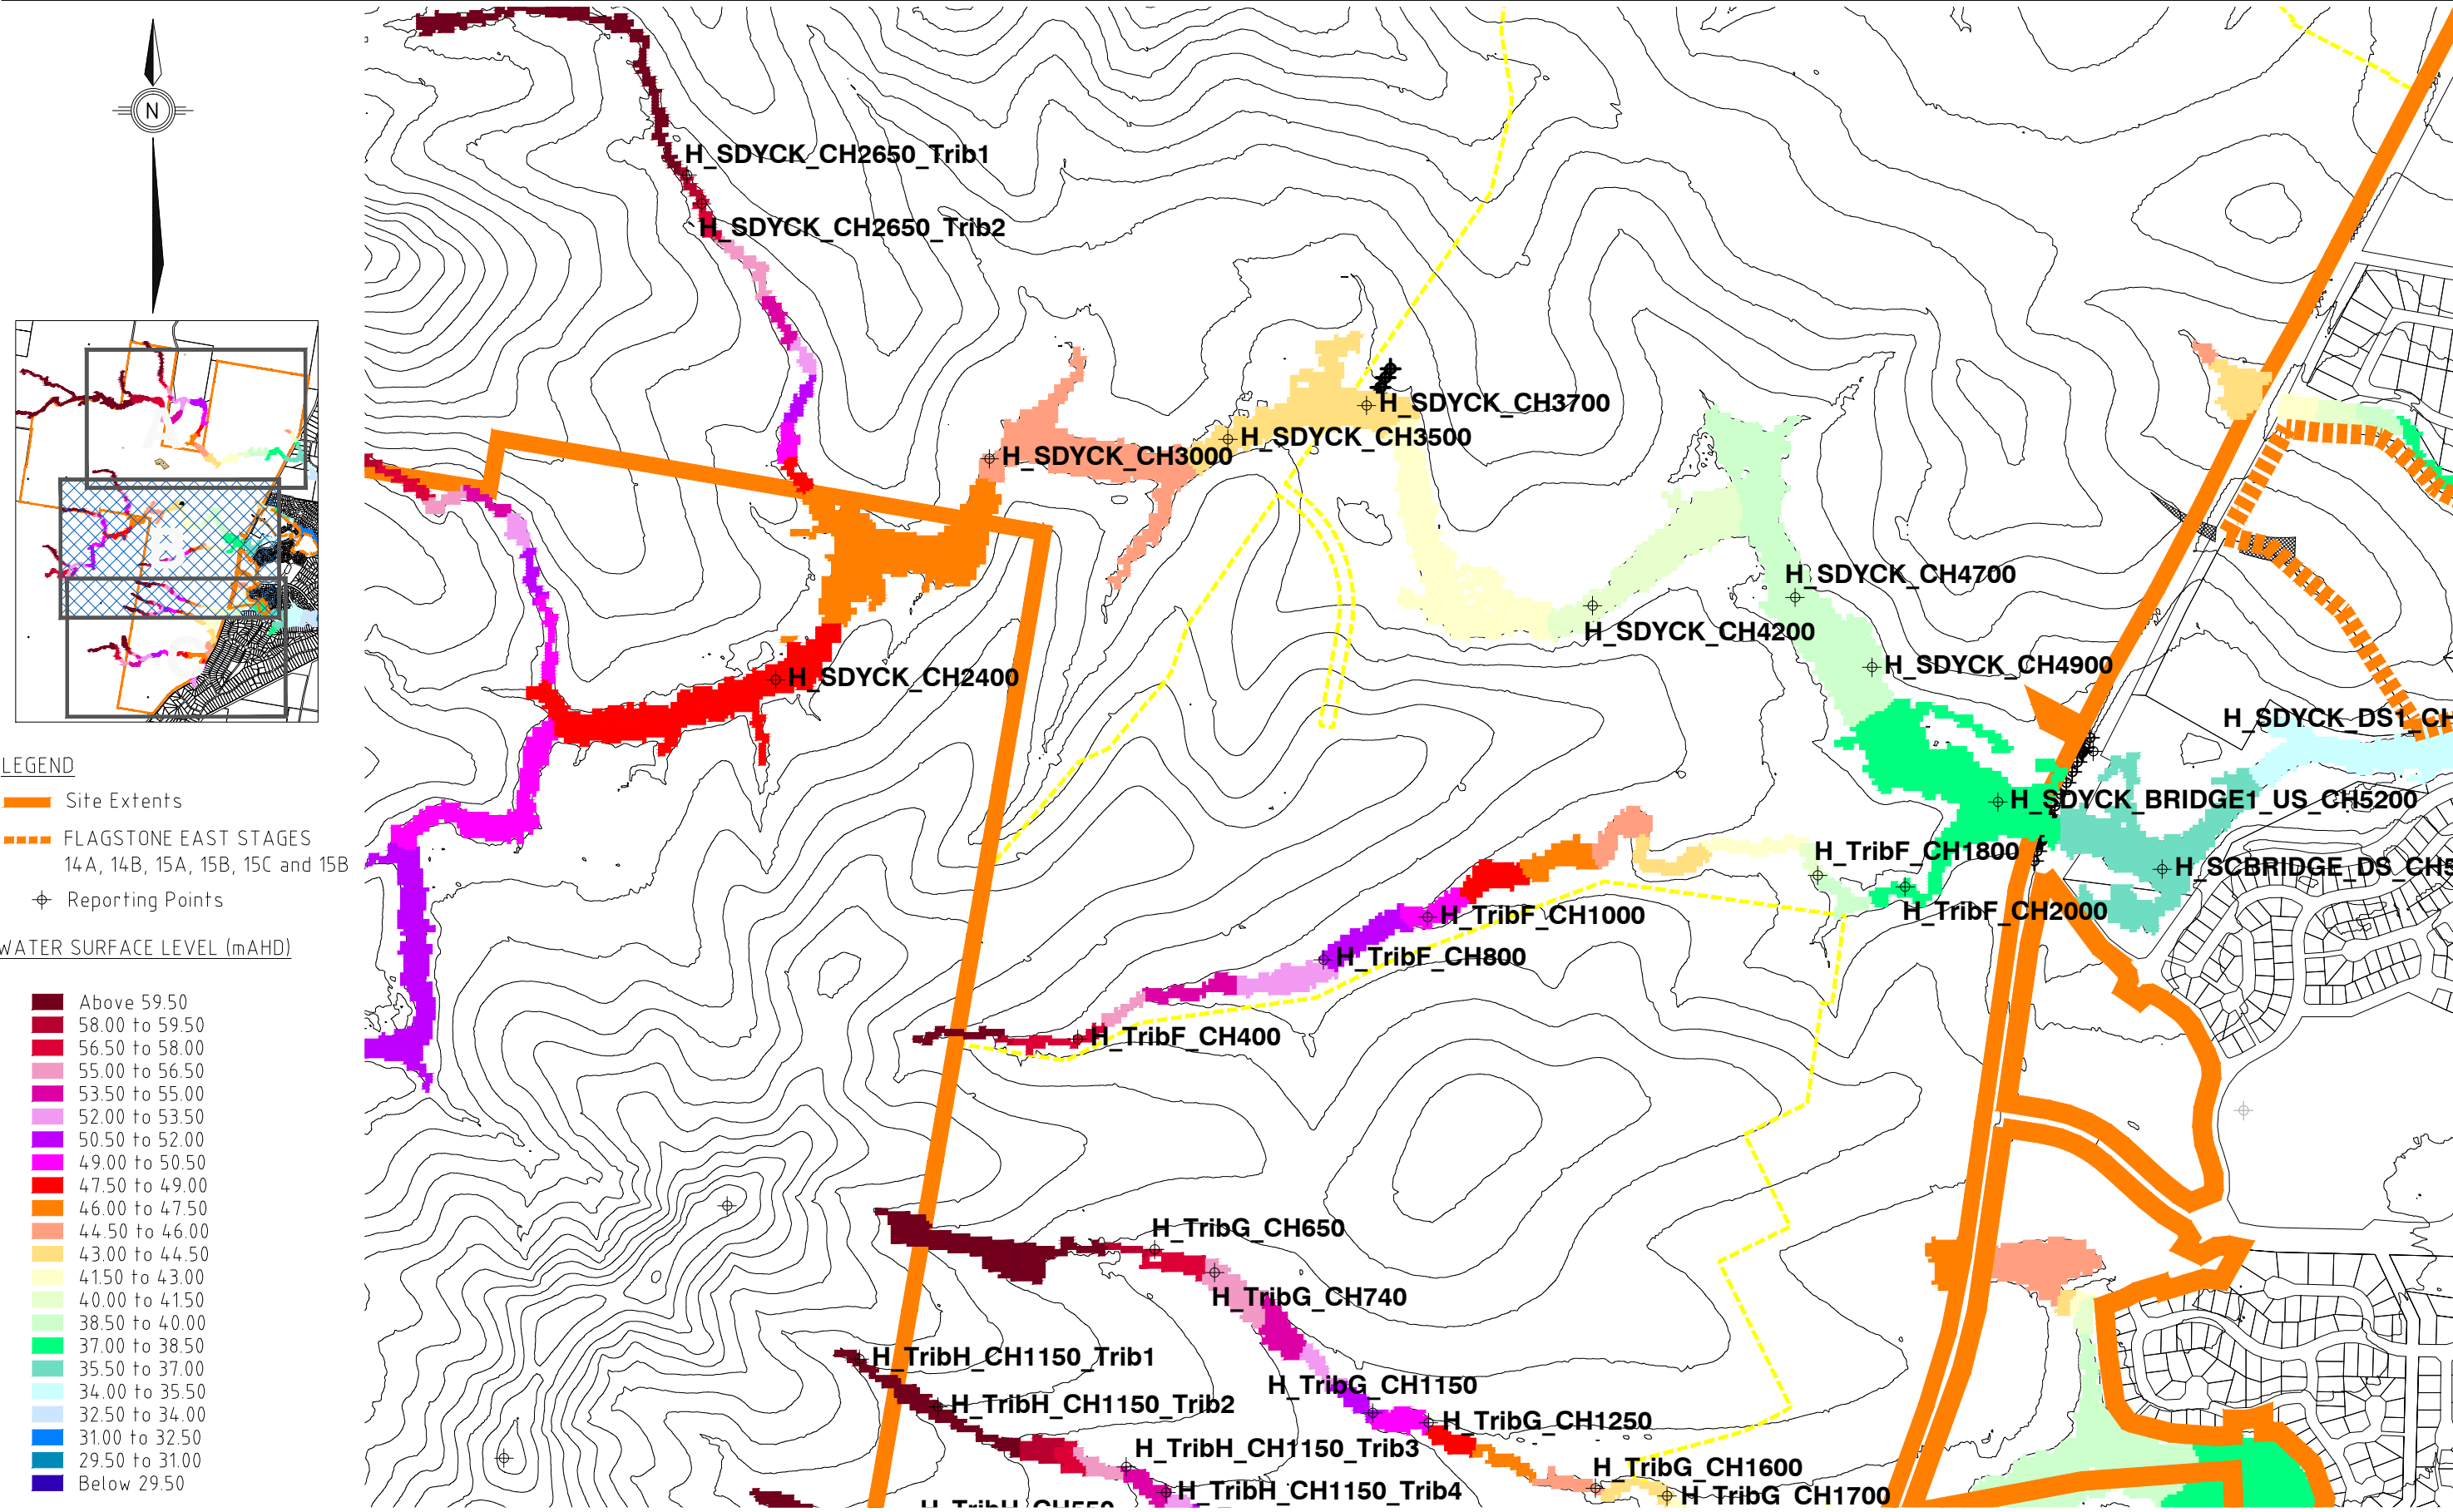 N
LEGEND
Site Extents
FLAGSTONE EAST STAGES
14A, 14B, 15A, 15B, 15C and 15B
Reporting Points
WATER SURFACE LEVEL (mAHD)
Above 59.50
58.00 to 59.50
56.50 to 58.00
55.00 to 56.50
53.50 to 55.00
52.00 to 53.50
50.50 to 52.00
49.00 to 50.50
47.50 to 49.00
46.00 to 47.50
44.50 to 46.00
43.00 to 44.50
41.50 to 43.00
40.00 to 41.50
38.50 to 40.00
37.00 to 38.50
35.50 to 37.00
34.00 to 35.50
32.50 to 34.00
31.00 to 32.50
29.50 to 31.00
Below 29.50
H_SDYCK_CH2650_Trib1
H_SDYCK_CH2650_Trib2
H_SDYCK_CH3700
H_SDYCK_CH3500
H_SDYCK_CH3000
H_SDYCK_CH4700
H_SDYCK_CH4200
H_SDYCK_CH4900
H_SDYCK_CH2400
H_SDYCK_DS1_CH
H_SDYCK_BRIDGE1_US_CH5200
H_TribF_CH1800
H_SCBRIDGE_DS_CH5
H_TribF_CH2000
H_TribF_CH1000
H_TribF_CH800
H_TribF_CH400
H_TribG_CH650
H_TribG_CH740
H_TribH_CH1150_Trib1
H_TribG_CH1150
H_TribH_CH1150_Trib2
H_TribG_CH1250
H_TribH_CH1150_Trib3
H_TribG_CH1600
H_TribH_CH1150_Trib4
H_TribG_CH1700
H_TribH_CH550